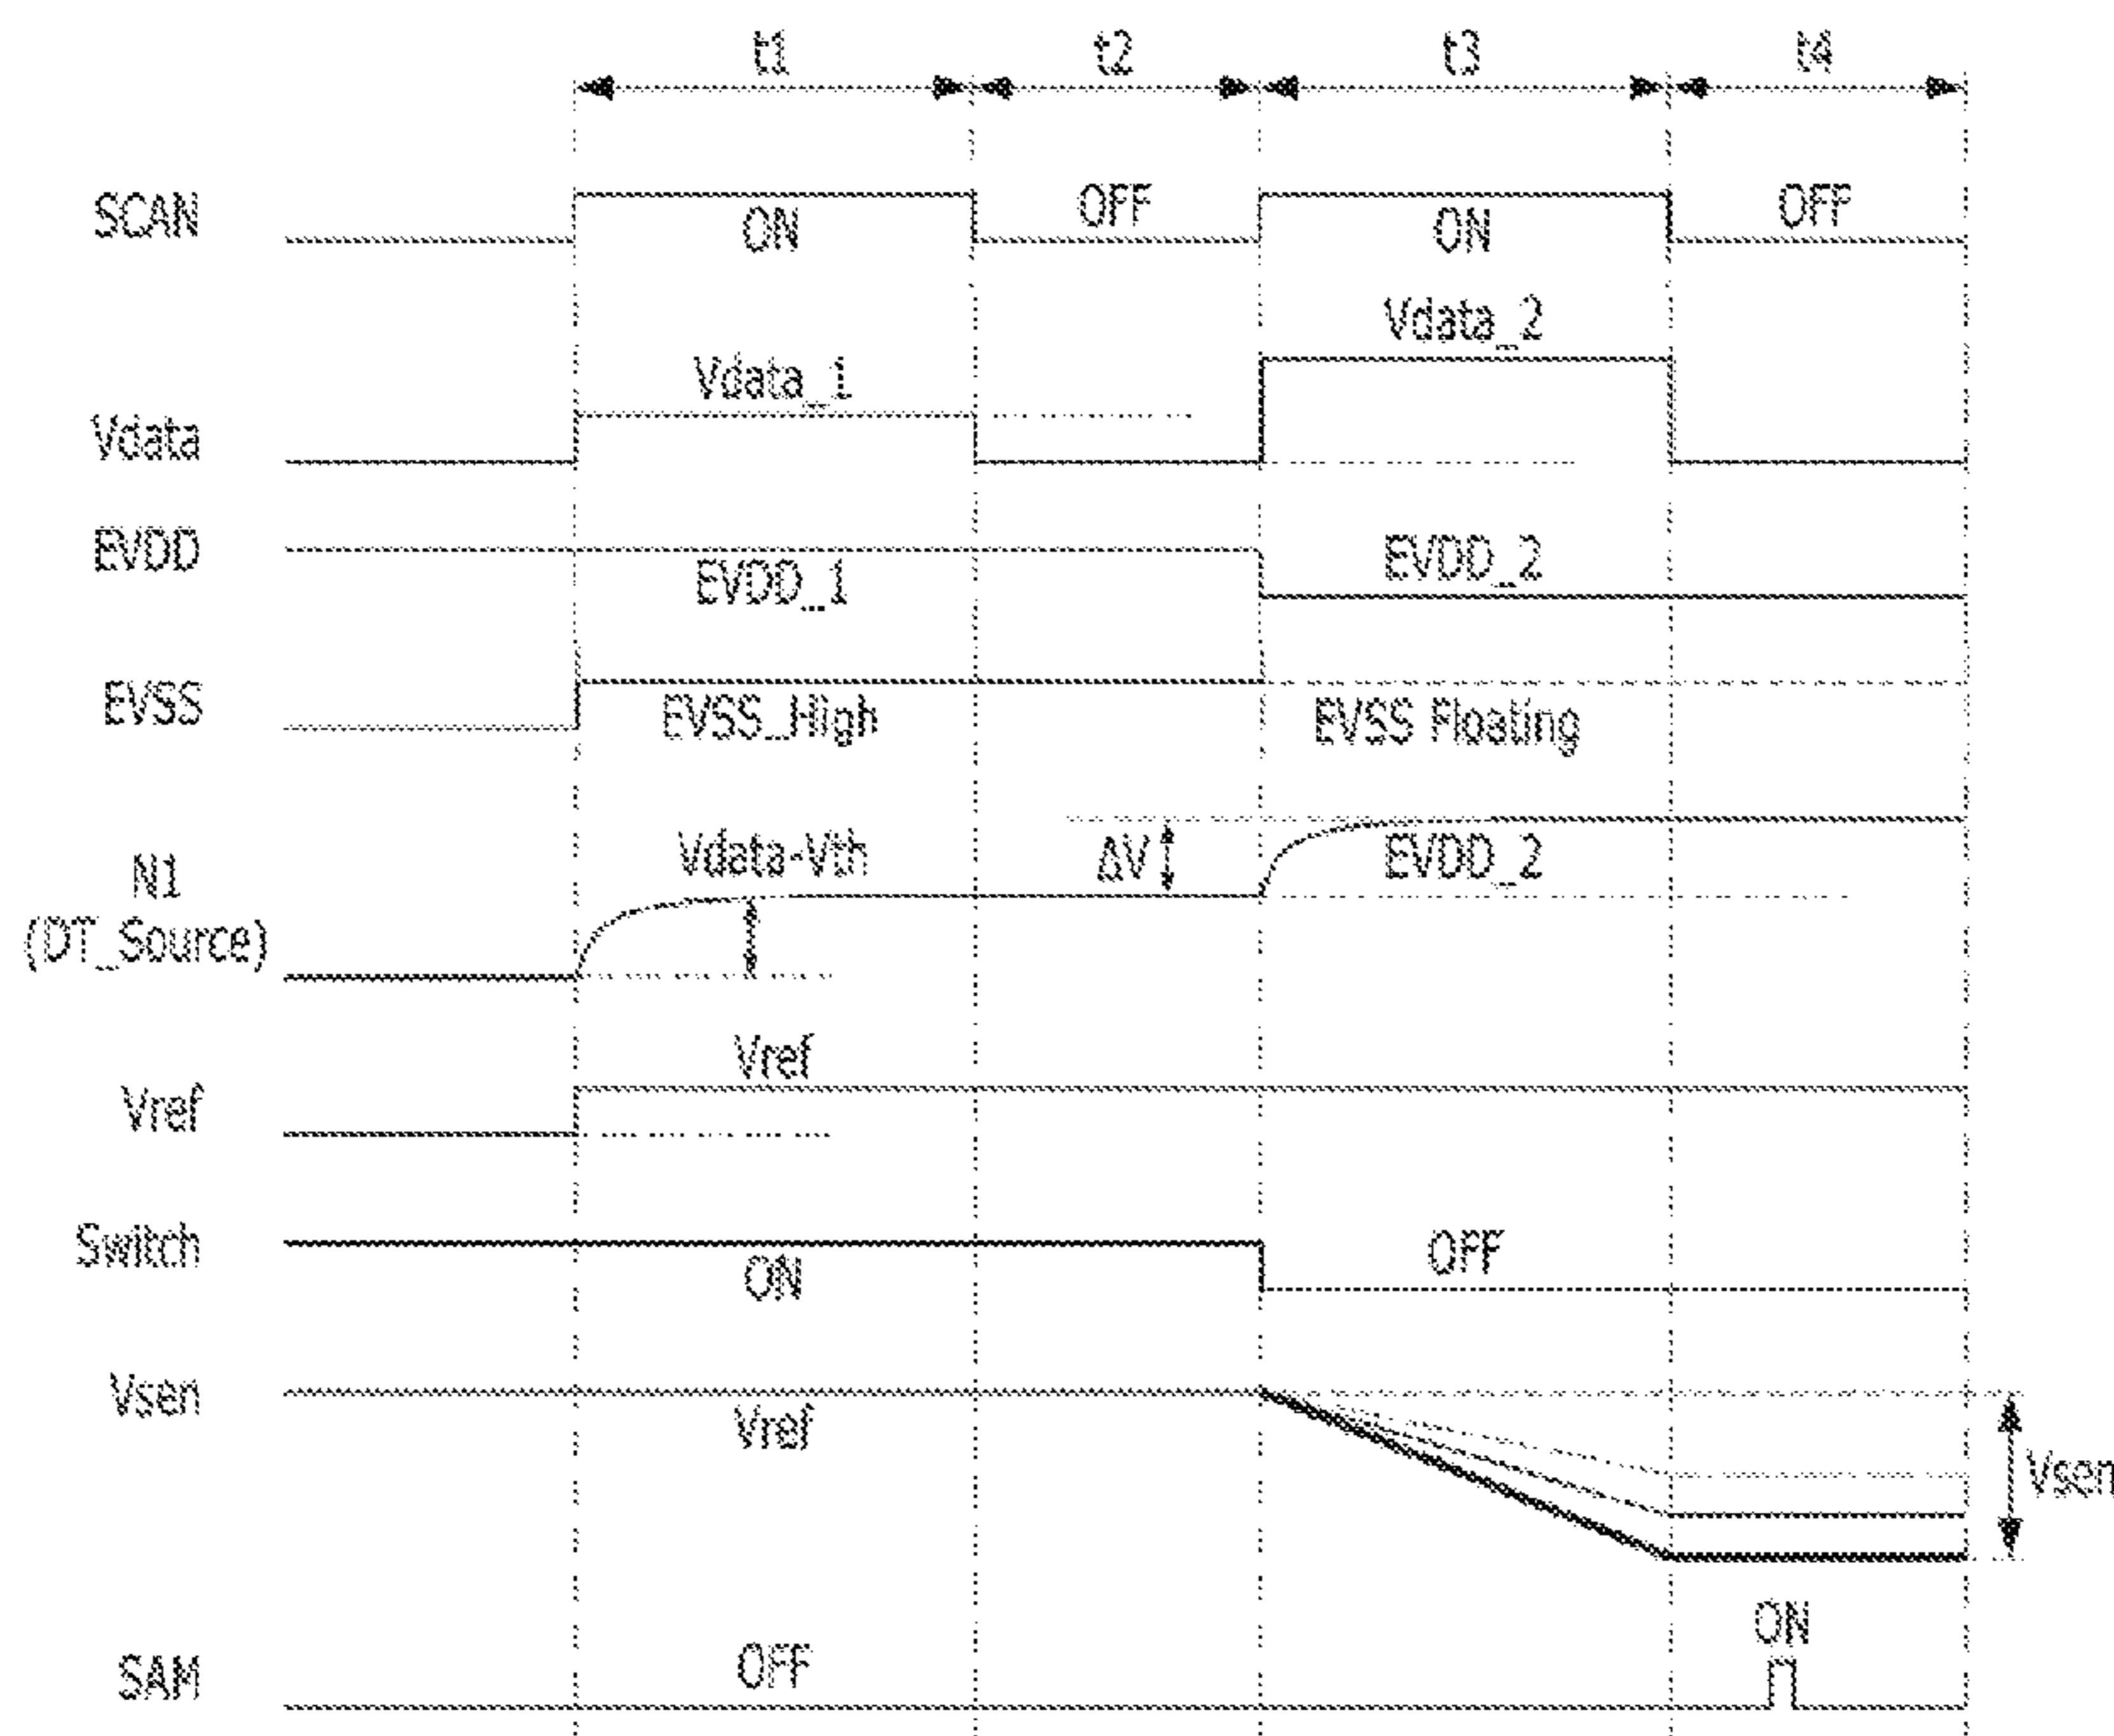 t1 t2 t3 t4
SCAN ON OFF ON OFF
Vdata_2
Vdata_1
Vdata
EVDD EVDD_1 EVDD_2
EVSS EVSS_High EVSS Floating
N1 Vdata-Vth ΔV EVDD_2
(DT_Source)
Vref
Vref
Switch ON OFF
Vsen Vref
Vsen
ON
SAM OFF